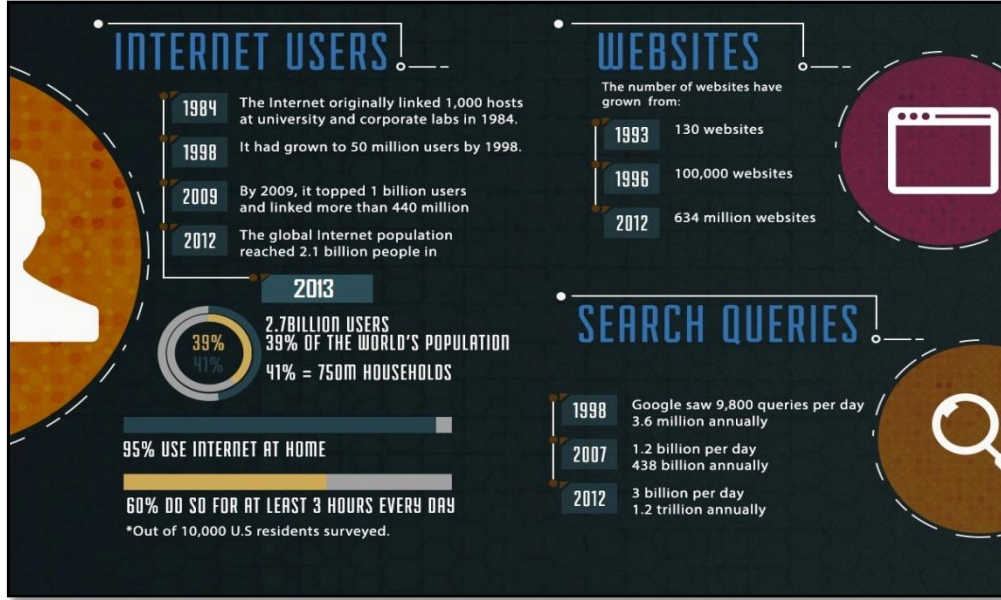 INTERNET USERS
1984
The Internet originally linked 1,000 hosts
at university and corporate labs in 1984.
1998
It had grown to 50 million users by 1998.
2009
By 2009, it topped 1 billion users
and linked more than 440 million
2012
The global Internet population
reached 2.1 billion people in
2013
39%
41%
2.7BILLION USERS
39% OF THE WORLD'S POPULATION
41% = 750M HOUSEHOLDS
95% USE INTERNET AT HOME
60% DO SO FOR AT LEAST 3 HOURS EVERY DAY
*Out of 10,000 U.S residents surveyed.
WEBSITES
The number of websites have
grown from:
1993
130 websites
1996
100,000 websites
2012
634 million websites
SEARCH QUERIES
1998
Google saw 9,800 queries per day
3.6 million annually
2007
1.2 billion per day
438 billion annually
2012
3 billion per day
1.2 trillion annually